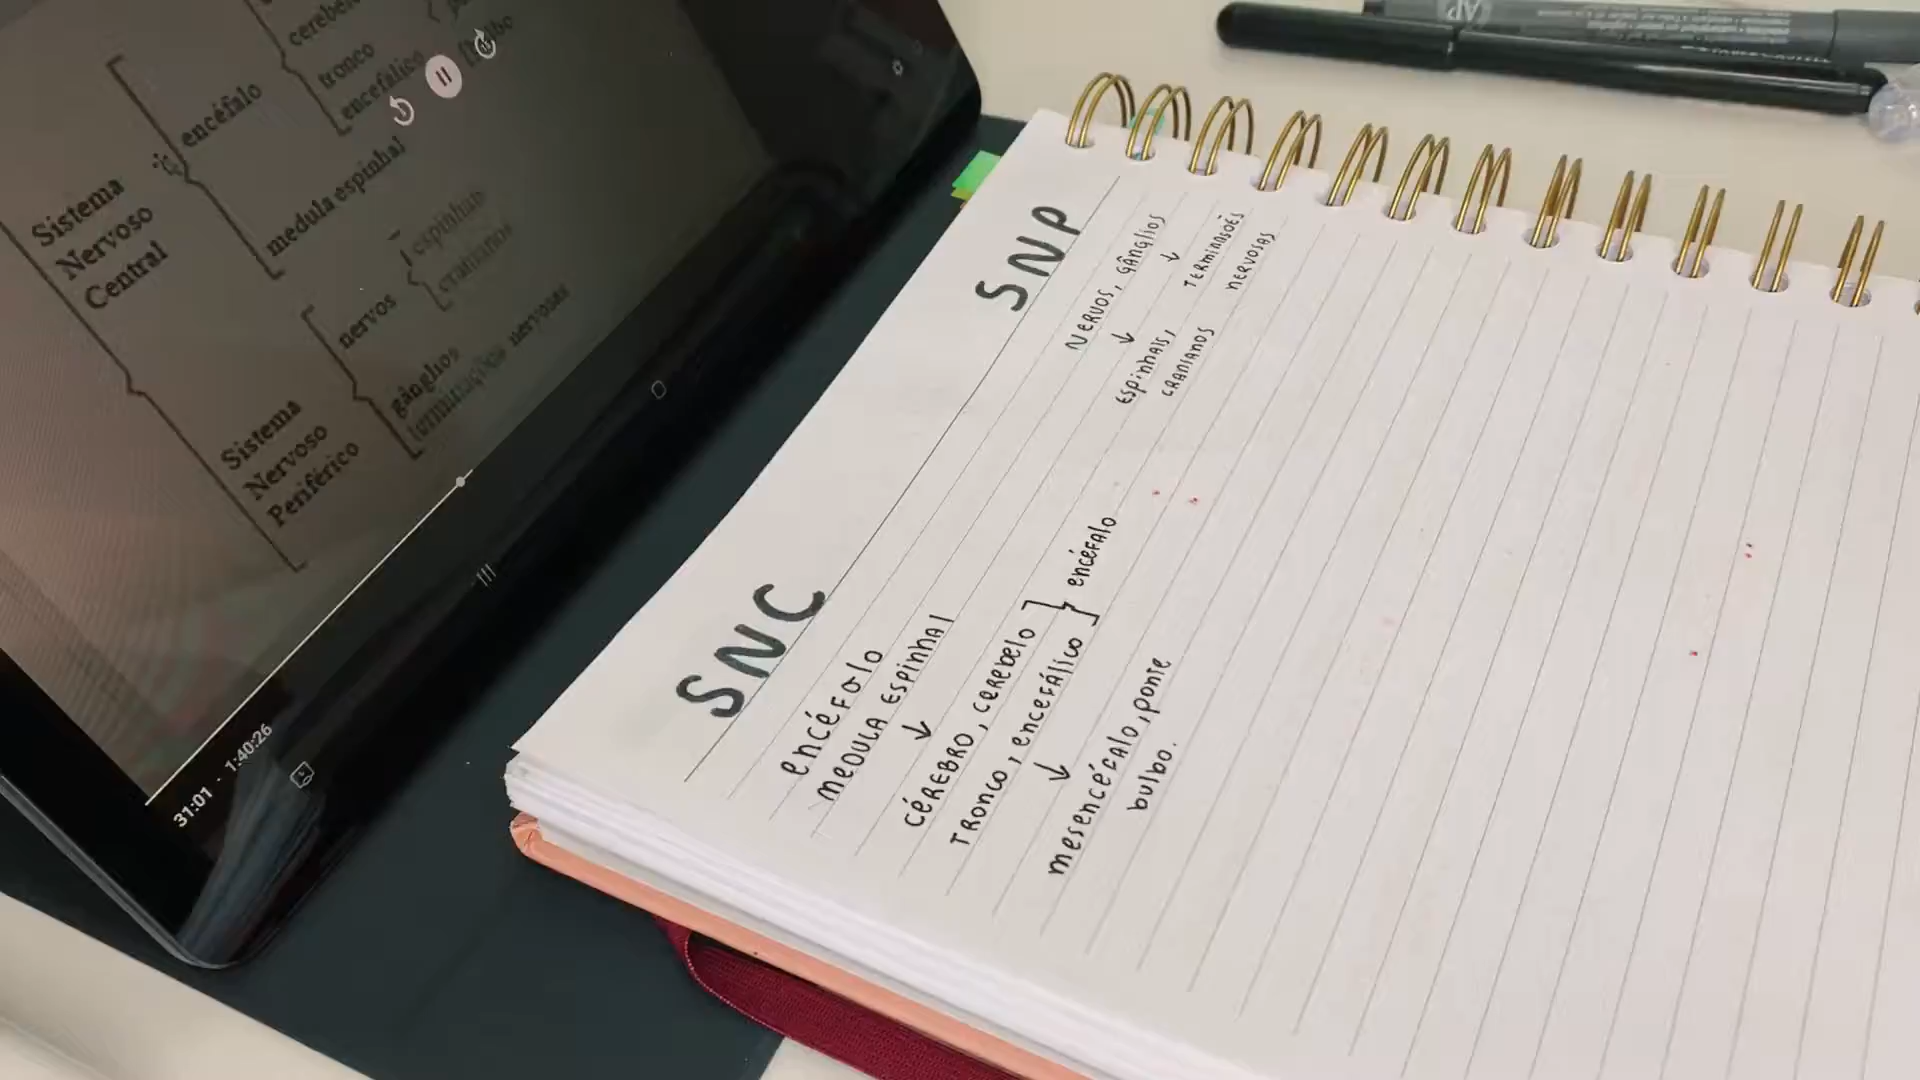 cerebelo
tronco
encefálico
encéfalo
medula espinhal
Sistema
Nervoso
Central
espinhais
cranianos
nervos
gânglios
terminações nervosas
Sistema
Nervoso
Periférico
31:01 · 1:40:26
SNC
encéFolo
MEDULA ESPINHAL
CÉREBRO, CEREBELO
TRONCO, ENCEFÁLICO
encéFAlo
mesencéFALO, ponte
bulbo.
SNP
NERVOS, GÂNGLIOS
TERMINASÕES
NERVOSAS
ESPINHAIS,
CRANIANOS